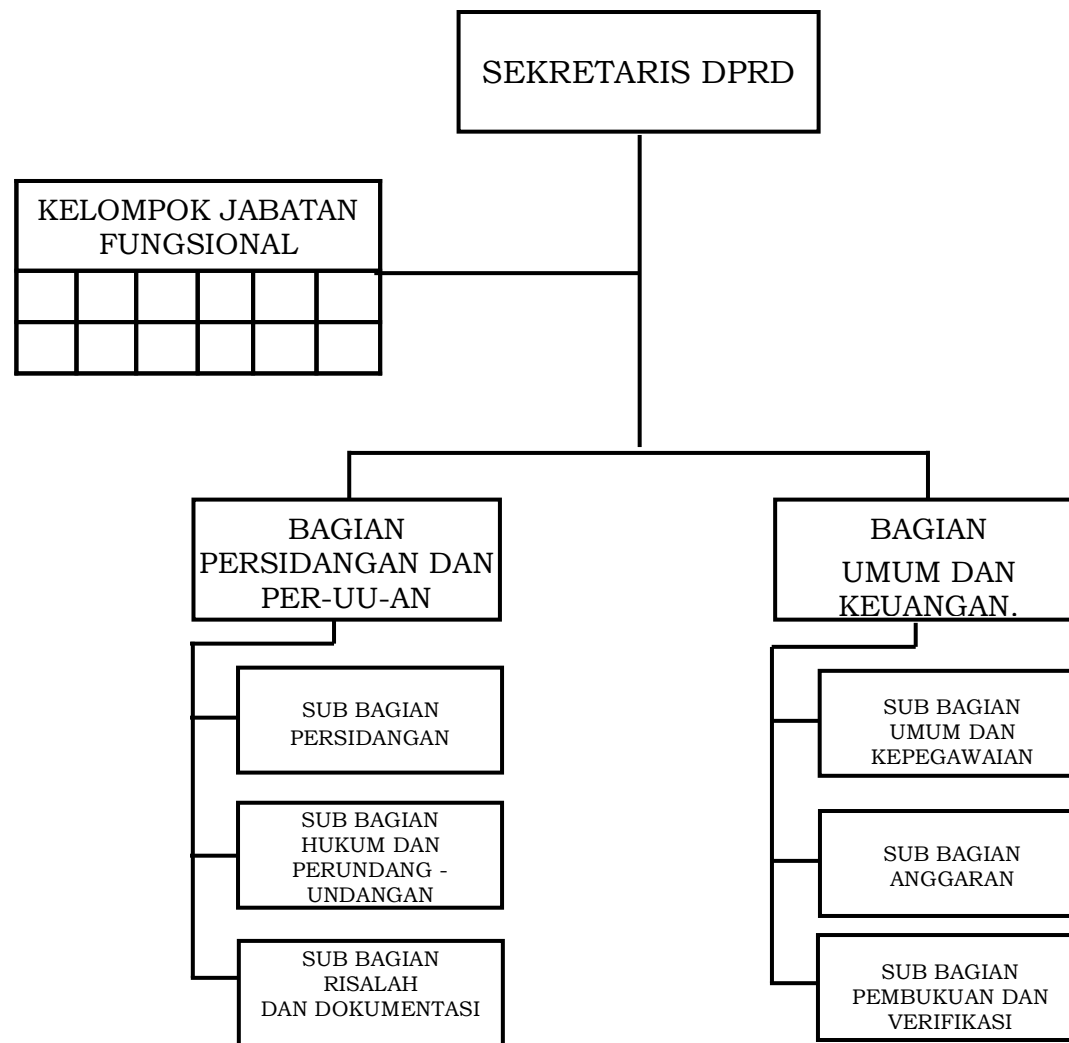 SEKRETARIS DPRD
KELOMPOK JABATAN
FUNGSIONAL
BAGIAN
PERSIDANGAN DAN
PER-UU-AN
BAGIAN
UMUM DAN
KEUANGAN.
SUB BAGIAN
PERSIDANGAN
SUB BAGIAN
HUKUM DAN
PERUNDANG -
UNDANGAN
SUB BAGIAN
RISALAH
DAN DOKUMENTASI
SUB BAGIAN
UMUM DAN
KEPEGAWAIAN
SUB BAGIAN
ANGGARAN
SUB BAGIAN
PEMBUKUAN DAN
VERIFIKASI